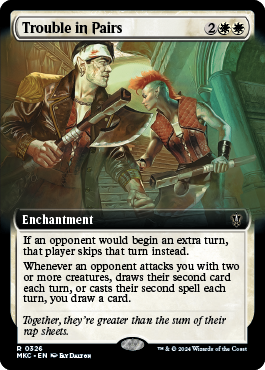 Trouble in Pairs 2
Enchantment
If an opponent would begin an extra turn,
that player skips that turn instead.
Whenever an opponent attacks you with two
or more creatures, draws their second card
each turn, or casts their second spell each
turn, you draw a card.
Together, they're greater than the sum of their
rap sheets.
R 0326
MKC • EN Ely Dalton
™ & © 2024 Wizards of the Coast